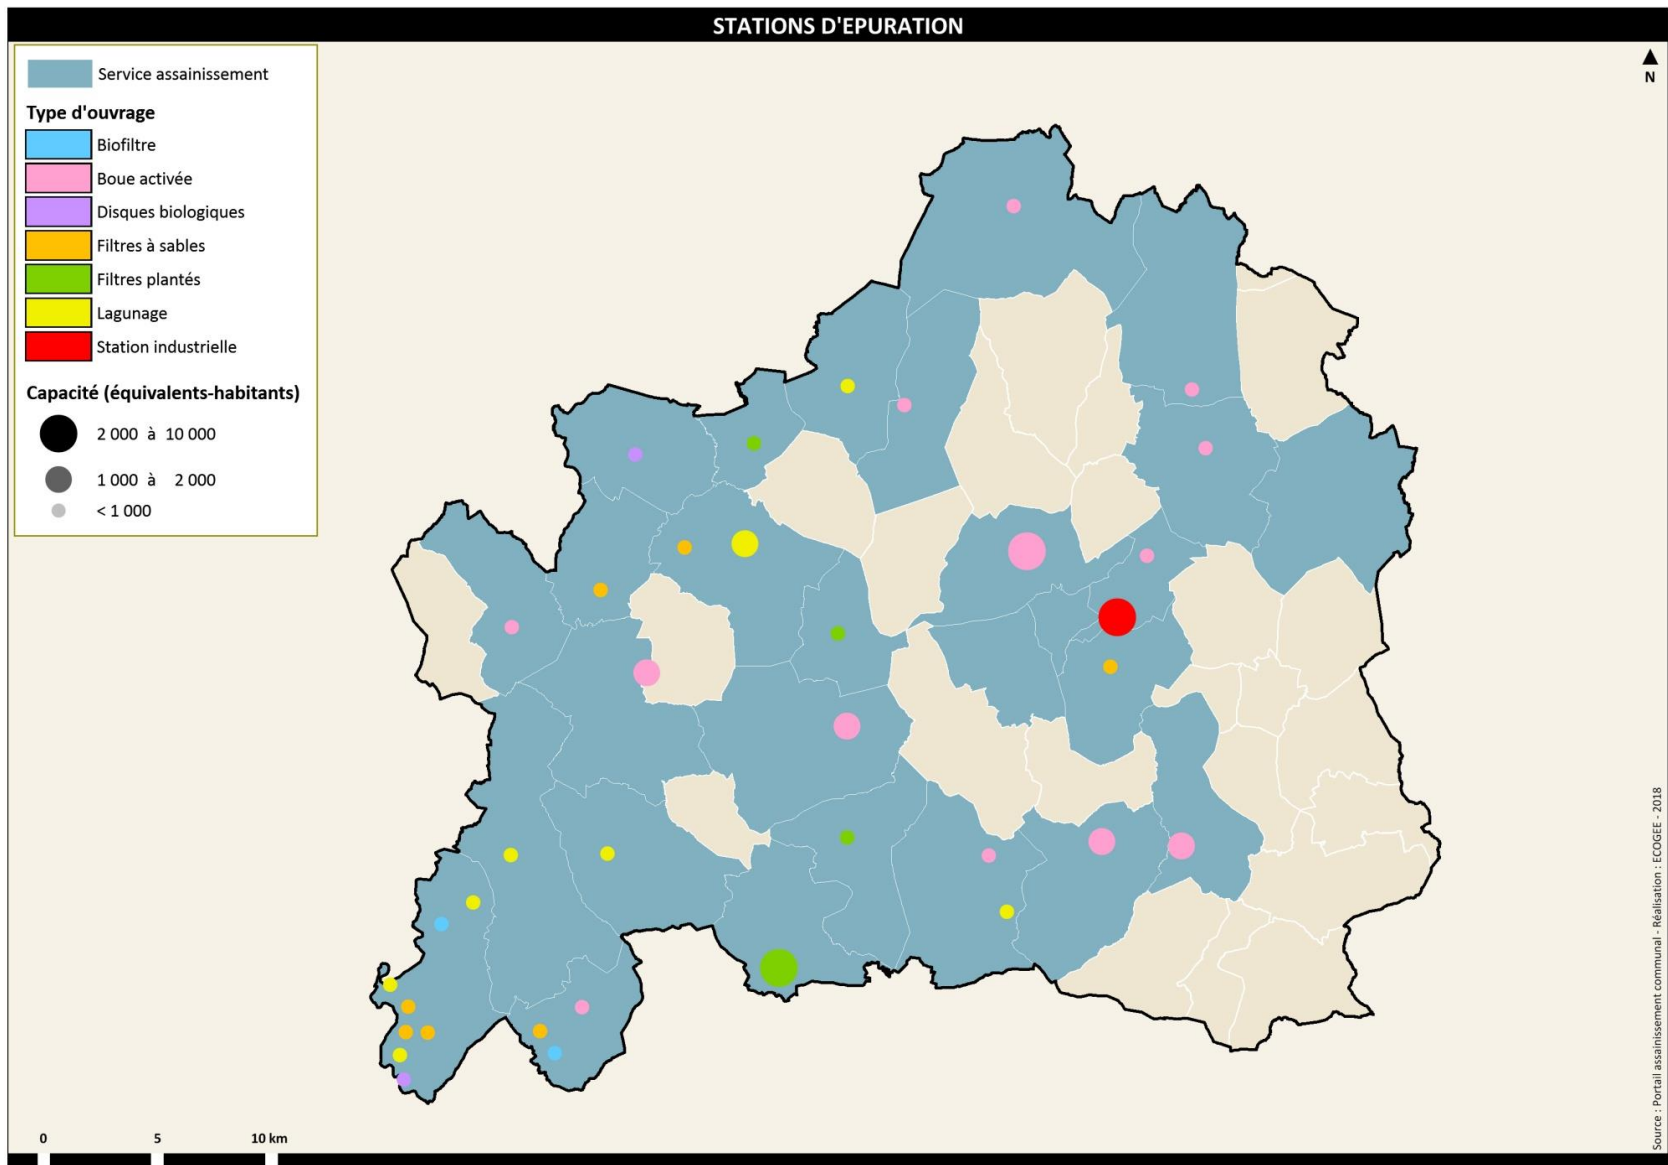 STATIONS D'EPURATION
N
Service assainissement
Type d'ouvrage
Biofiltre
Boue activée
Disques biologiques
Filtres à sables
Filtres plantés
Lagunage
Station industrielle
Capacité (équivalents-habitants)
2 000 à 10 000
1 000 à 2 000
< 1 000
0 5 10 km
Source : Portail assainissement communal - Réalisation : ECOGEE - 2018